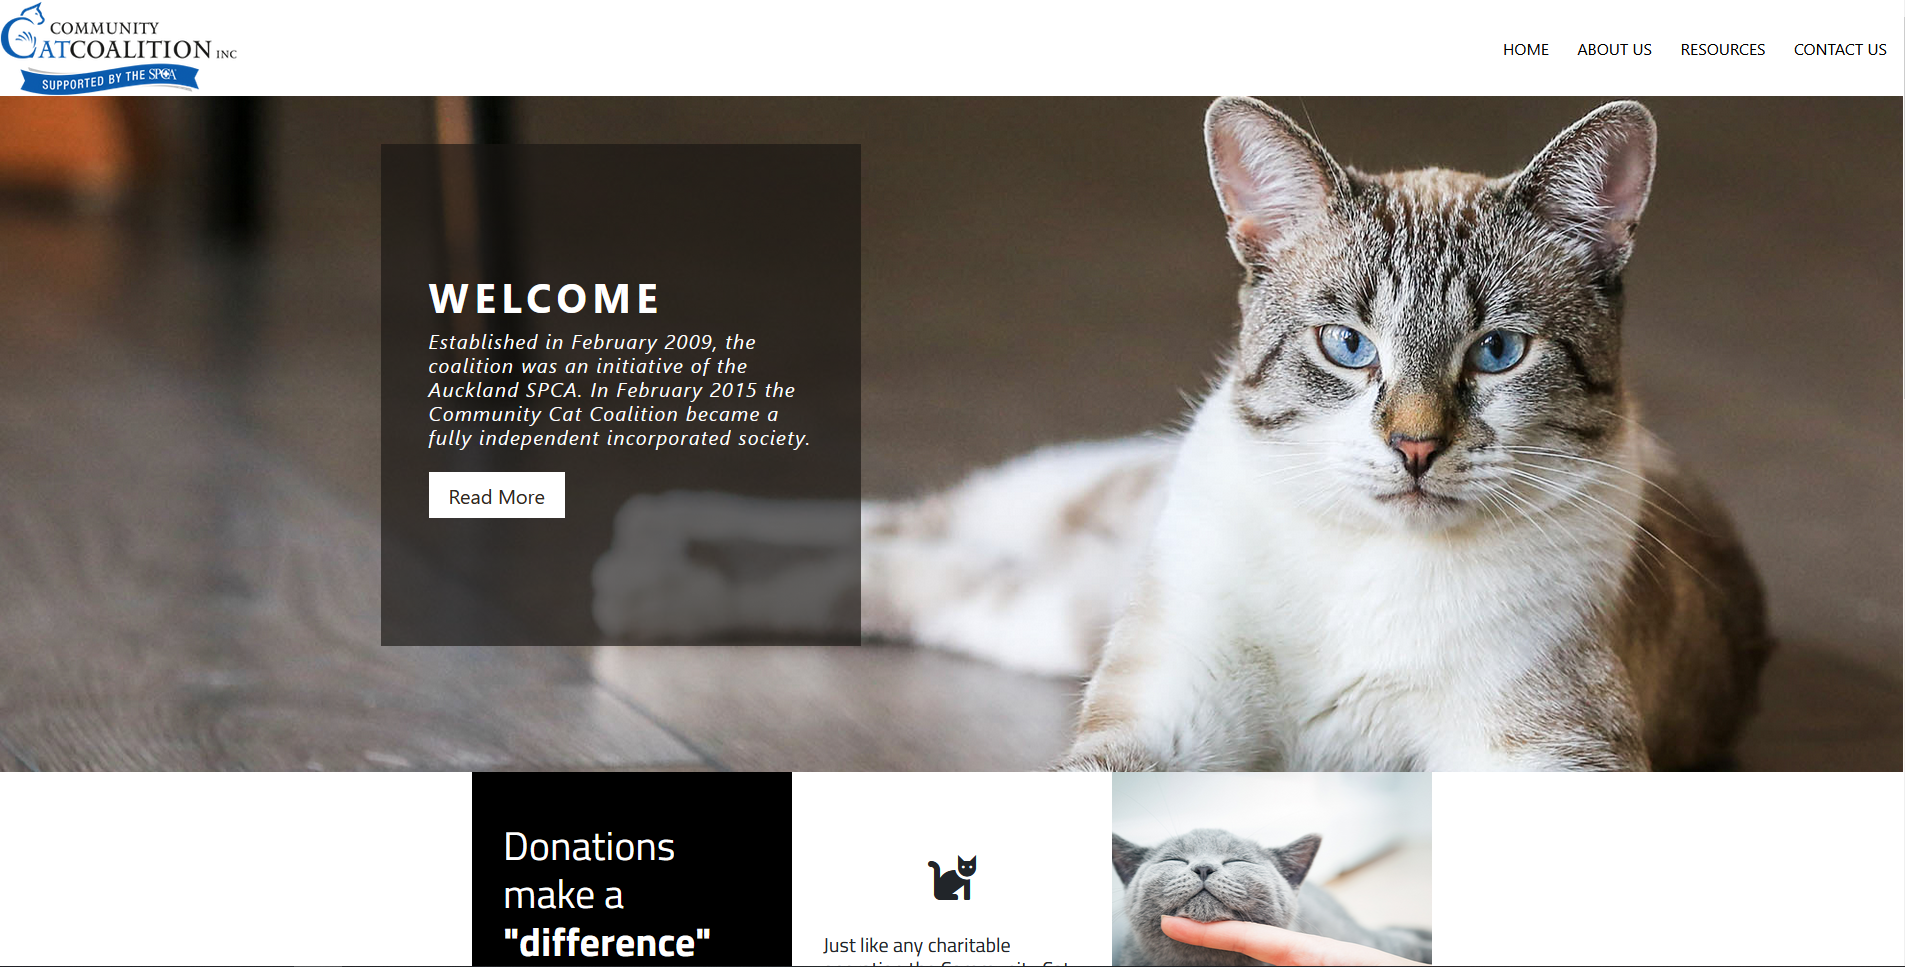 COMMUNITY
CATCOALITION INC
SUPPORTED BY THE SPCA
HOME ABOUT US RESOURCES CONTACT US
WELCOME
Established in February 2009, the
coalition was an initiative of the
Auckland SPCA. In February 2015 the
Community Cat Coalition became a
fully independent incorporated society.
Read More
Donations
make a
"difference"
Just like any charitable